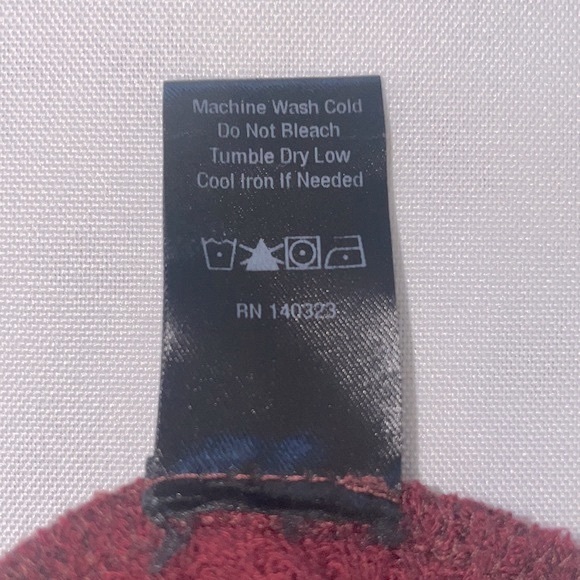 Machine Wash Cold
Do Not Bleach
Tumble Dry Low
Cool Iron If Needed
RN 140323